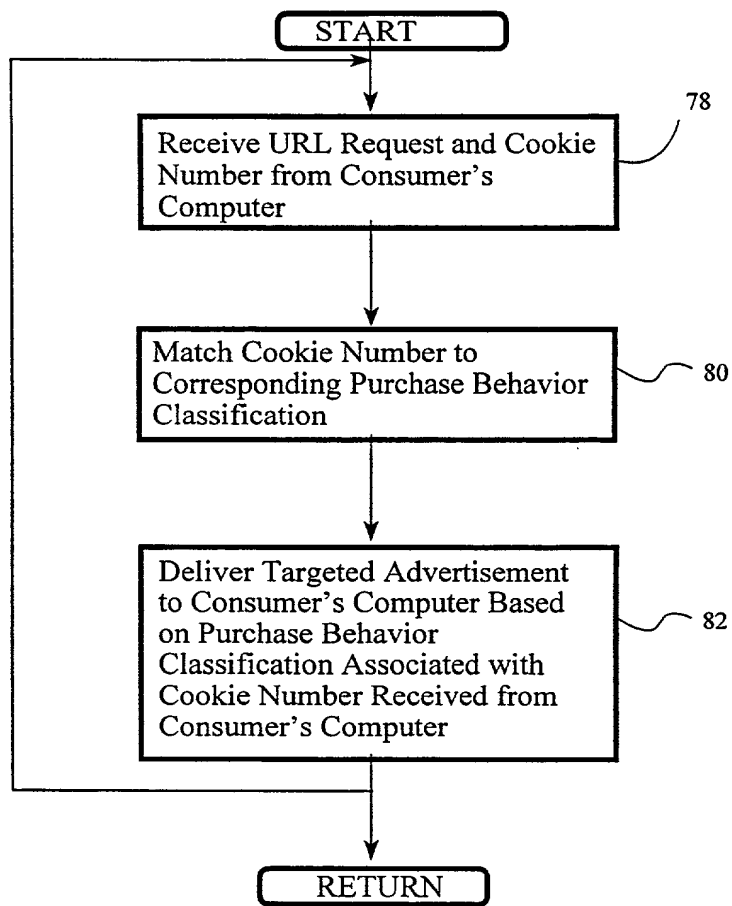 START
78
Receive URL Request and Cookie
Number from Consumer's
Computer
Match Cookie Number to
Corresponding Purchase Behavior
Classification
80
Deliver Targeted Advertisement
to Consumer's Computer Based
on Purchase Behavior
Classification Associated with
Cookie Number Received from
Consumer's Computer
82
RETURN